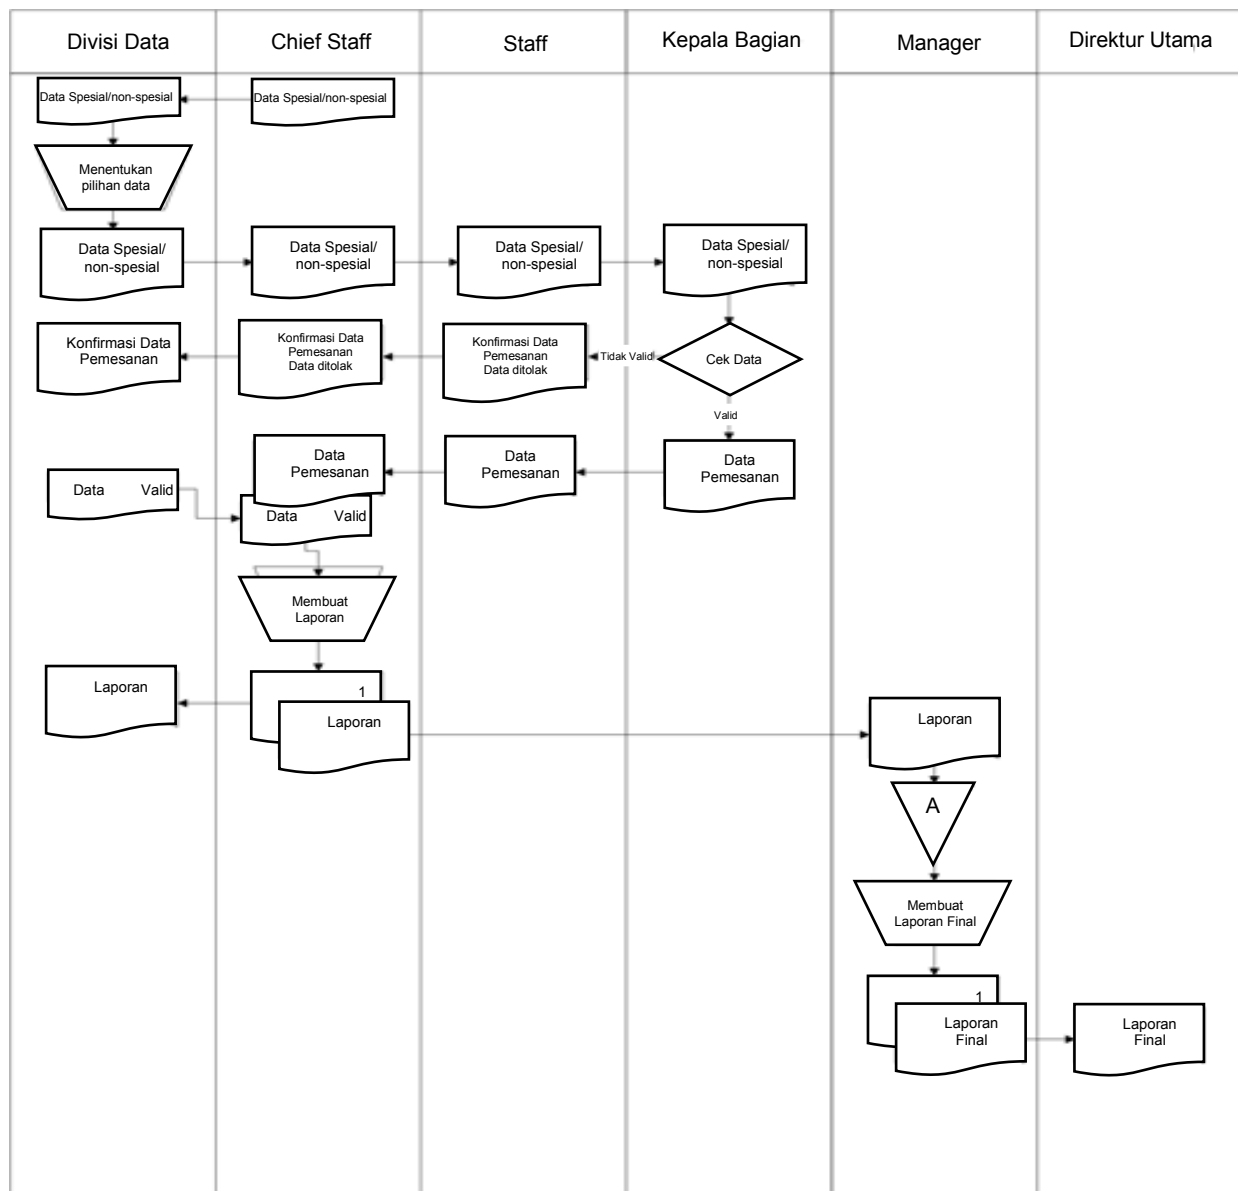 Divisi Data
Chief Staff
Staff
Kepala Bagian
Manager
Direktur Utama
Data Spesial/non-spesial
Data Spesial/non-spesial
Menentukan
pilihan data
Data Spesial/
non-spesial
Data Spesial/
non-spesial
Data Spesial/
non-spesial
Data Spesial/
non-spesial
Konfirmasi Data
Pemesanan
Konfirmasi Data
Pemesanan
Data ditolak
Konfirmasi Data
Pemesanan
Data ditolak
Tidak Valid
Cek Data
Valid
Data
Pemesanan
Data
Pemesanan
Data
Pemesanan
Data Valid
Data Valid
Membuat
Laporan
Laporan
1
Laporan
Laporan
A
Membuat
Laporan Final
1
Laporan
Final
Laporan
Final